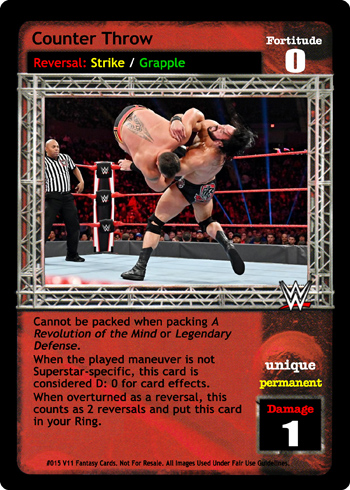 Counter Throw
Fortitude
0
Reversal: Strike / Grapple
Cannot be packed when packing A
Revolution of the Mind or Legendary
Defense.
When the played maneuver is not
Superstar-specific, this card is
considered D: 0 for card effects.
When overturned as a reversal, this
counts as 2 reversals and put this card
in your Ring.
unique
permanent
Damage
1
#015 V11 Fantasy Cards. Not For Resale. All Images Used Under Fair Use Guidelines.